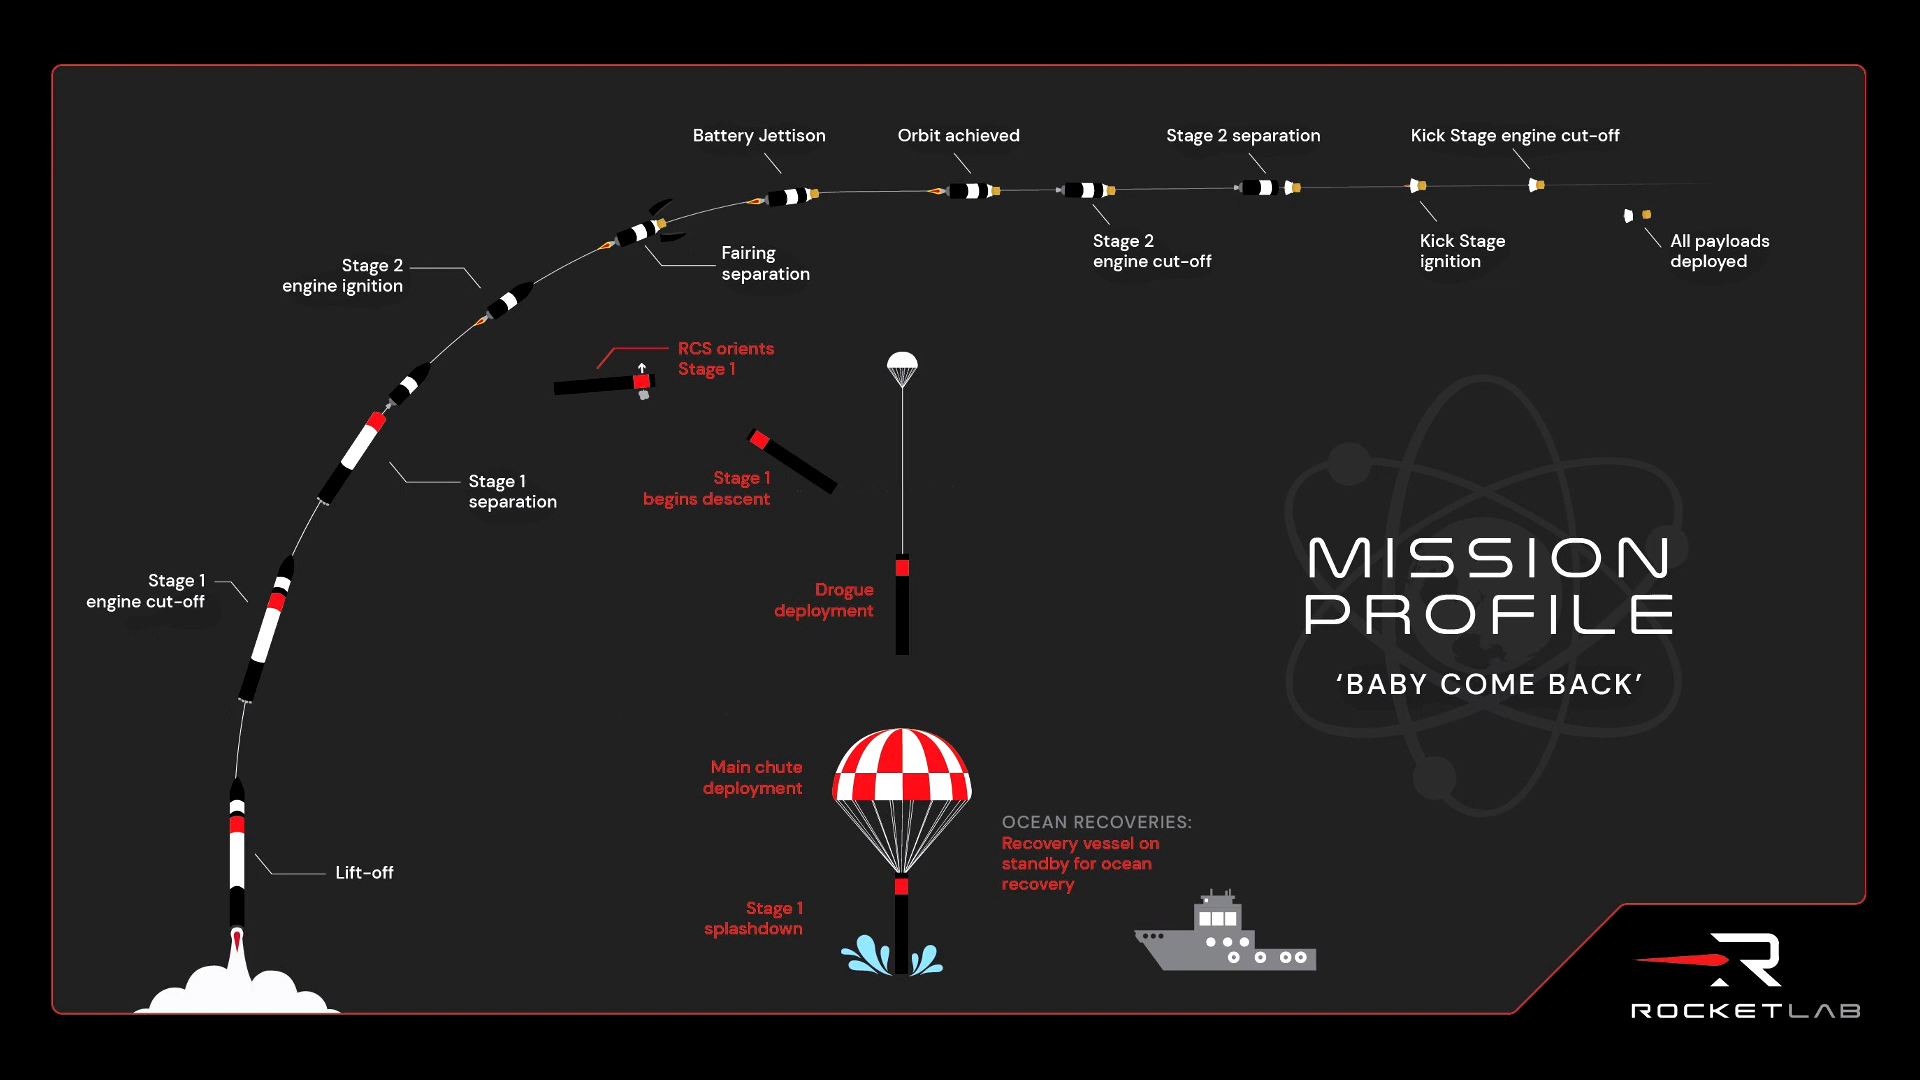 Battery Jettison
Orbit achieved
Stage 2 separation
Kick Stage engine cut-off
Stage 2
engine ignition
Fairing
separation
Stage 2
engine cut-off
Kick Stage
ignition
All payloads
deployed
RCS orients
Stage 1
Stage 1
separation
Stage 1
begins descent
Stage 1
engine cut-off
Drogue
deployment
MISSION
PROFILE
‘BABY COME BACK’
Main chute
deployment
OCEAN RECOVERIES:
Recovery vessel on
standby for ocean
recovery
Lift-off
Stage 1
splashdown
ROCKETLAB